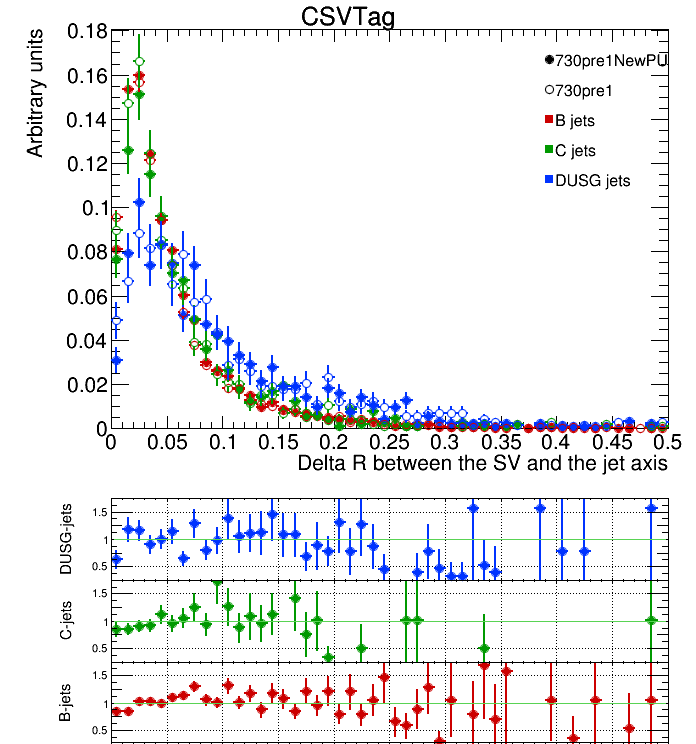 CSVTag
Arbitrary units
0.18
0.16
0.14
0.12
0.1
0.08
0.06
0.04
0.02
0
730pre1NewPU
730pre1
B jets
C jets
DUSG jets
0 0.05 0.1 0.15 0.2 0.25 0.3 0.35 0.4 0.45 0.5
Delta R between the SV and the jet axis
DUSG-jets
1.5
1
0.5
C-jets
1.5
1
0.5
B-jets
1.5
1
0.5